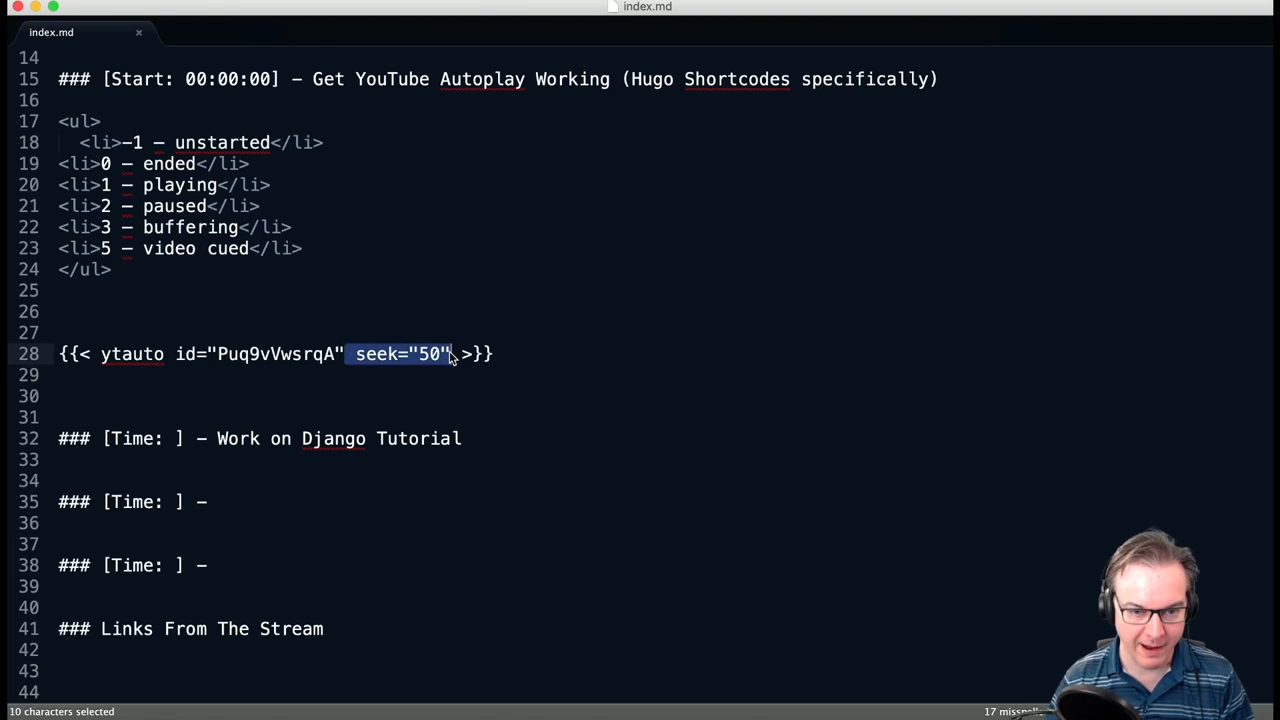 index.md
index.md ×
14
15 ### [Start: 00:00:00] – Get YouTube Autoplay Working (Hugo Shortcodes specifically)
16
17 <ul>
18 <li>-1 – unstarted</li>
19 <li>0 – ended</li>
20 <li>1 – playing</li>
21 <li>2 – paused</li>
22 <li>3 – buffering</li>
23 <li>5 – video cued</li>
24 </ul>
25
26
27
28 {{< ytauto id="Puq9vVwsrqA" seek="50" >}}
29
30
31
32 ### [Time: ] – Work on Django Tutorial
33
34
35 ### [Time: ] –
36
37
38 ### [Time: ] –
39
40
41 ### Links From The Stream
42
43
44
10 characters selected
17